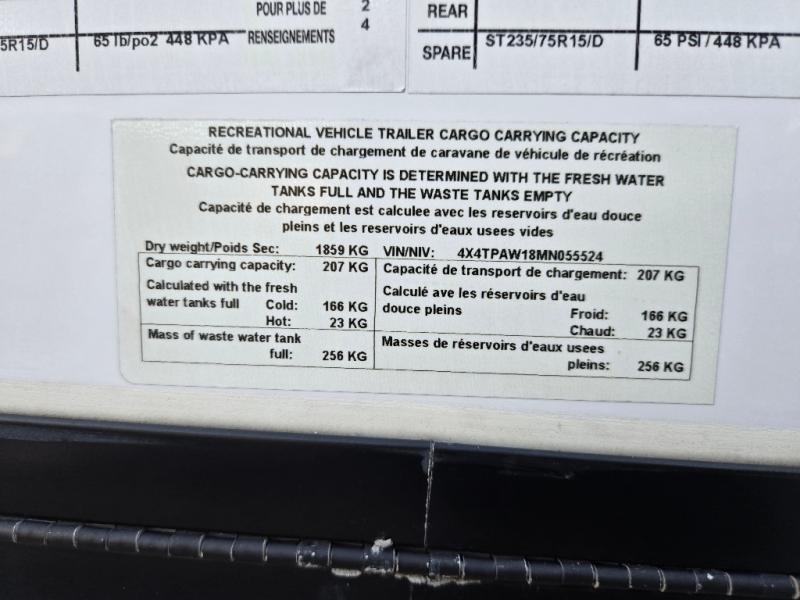 POUR PLUS DE 2
RENSEIGNEMENTS 4
5R15/D 65 lb/po2 448 KPA
REAR
SPARE ST235/75R15/D 65 PSI/448 KPA
RECREATIONAL VEHICLE TRAILER CARGO CARRYING CAPACITY
Capacité de transport de chargement de caravane de véhicule de récréation
CARGO-CARRYING CAPACITY IS DETERMINED WITH THE FRESH WATER
TANKS FULL AND THE WASTE TANKS EMPTY
Capacité de chargement est calculee avec les reservoirs d'eau douce
pleins et les reservoirs d'eaux usees vides
Dry weight/Poids Sec: 1859 KG VIN/NIV: 4X4TPAW18MN055524
Cargo carrying capacity: 207 KG Capacité de transport de chargement: 207 KG
Calculated with the fresh
water tanks full Cold: 166 KG
Hot: 23 KG
Calculé ave les réservoirs d'eau
douce pleins Froid: 166 KG
Chaud: 23 KG
Mass of waste water tank
full: 256 KG
Masses de réservoirs d'eaux usees
pleins: 256 KG